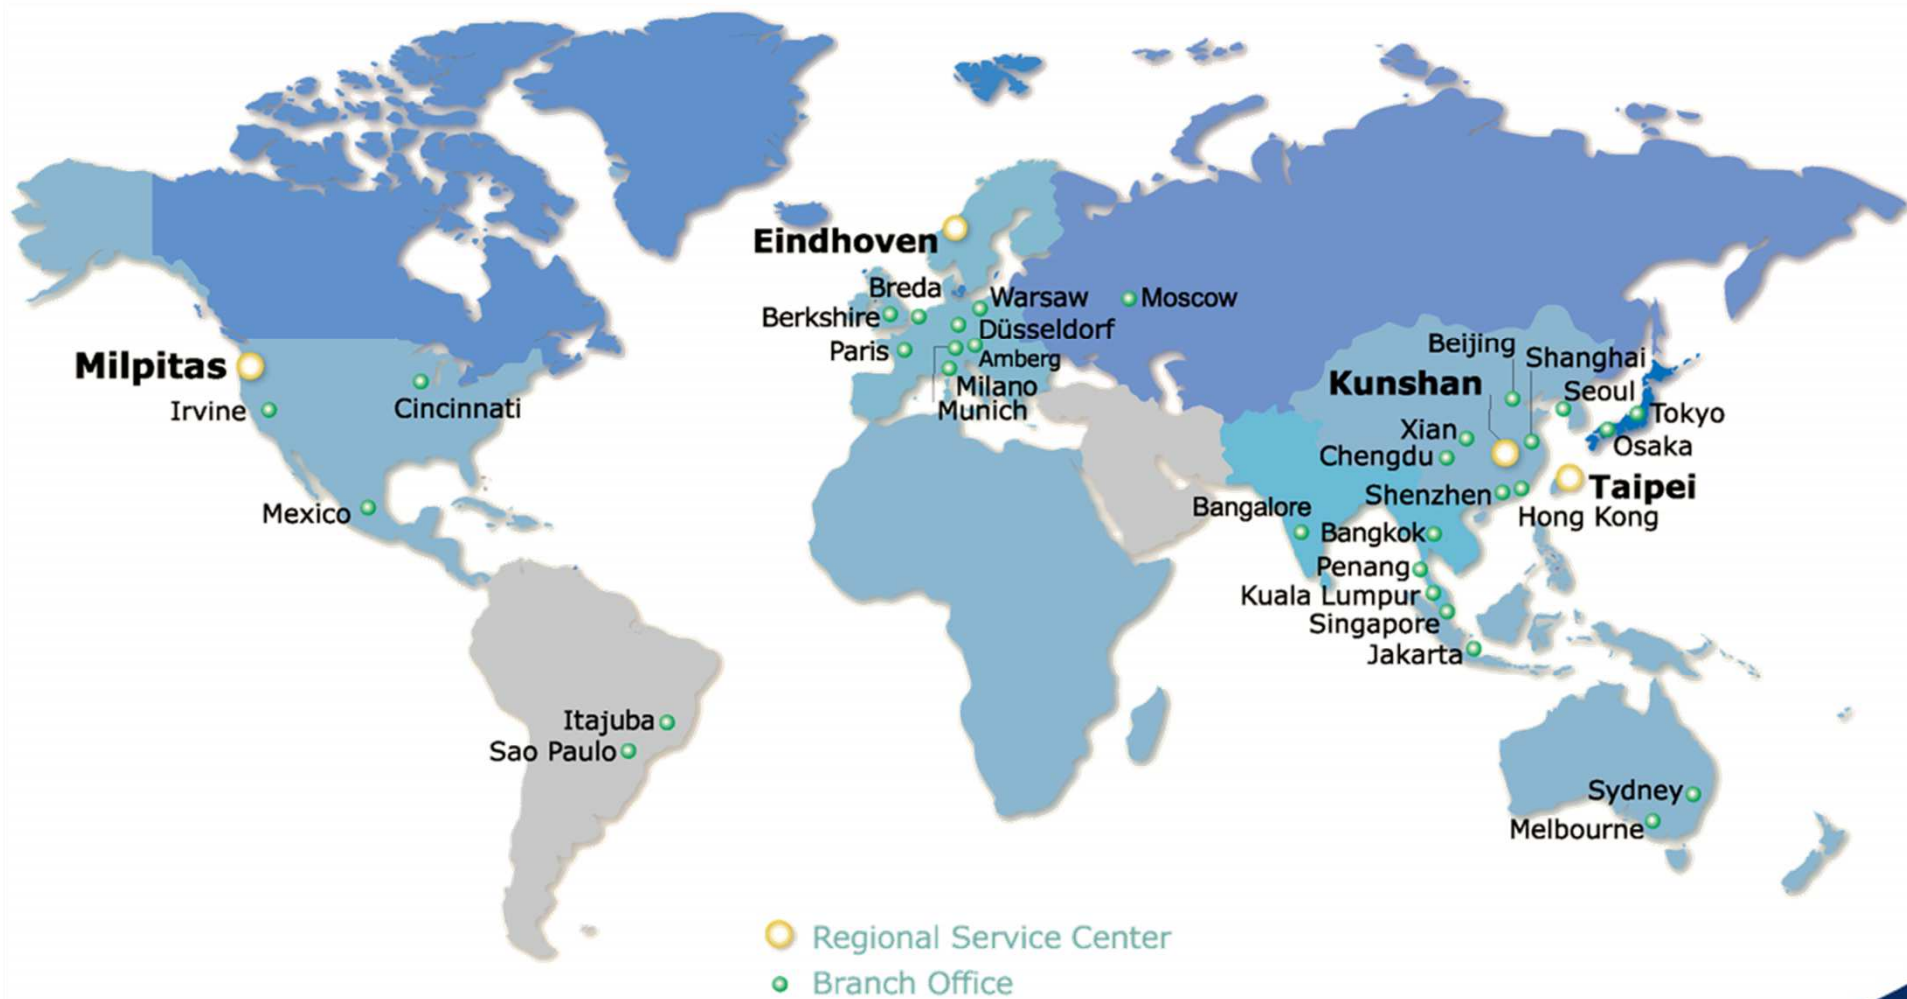 Eindhoven
Breda
Warsaw
Moscow
Berkshire
Düsseldorf
Paris
Amberg
Milano
Munich
Milpitas
Irvine
Cincinnati
Mexico
Itajuba
Sao Paulo
Beijing
Shanghai
Kunshan
Seoul
Tokyo
Xian
Osaka
Chengdu
Shenzhen
Taipei
Hong Kong
Bangalore
Bangkok
Penang
Kuala Lumpur
Singapore
Jakarta
Sydney
Melbourne
Regional Service Center
Branch Office